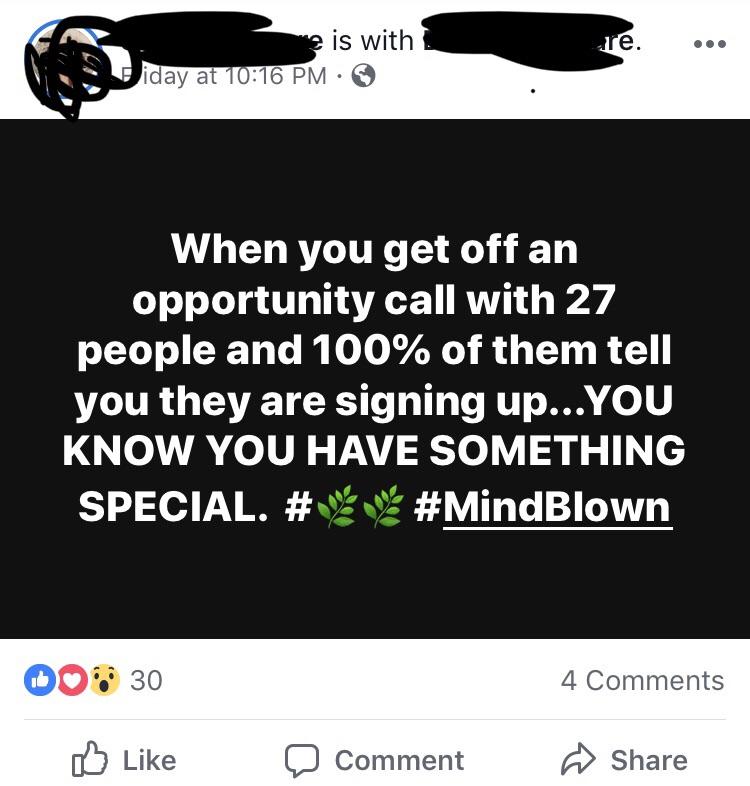 is with
at 10:16 PM ·
When you get off an
opportunity call with 27
people and 100% of them tell
you they are signing up...YOU
KNOW YOU HAVE SOMETHING
SPECIAL. #🌿🌿 #MindBlown
30 4 Comments
Like Comment Share